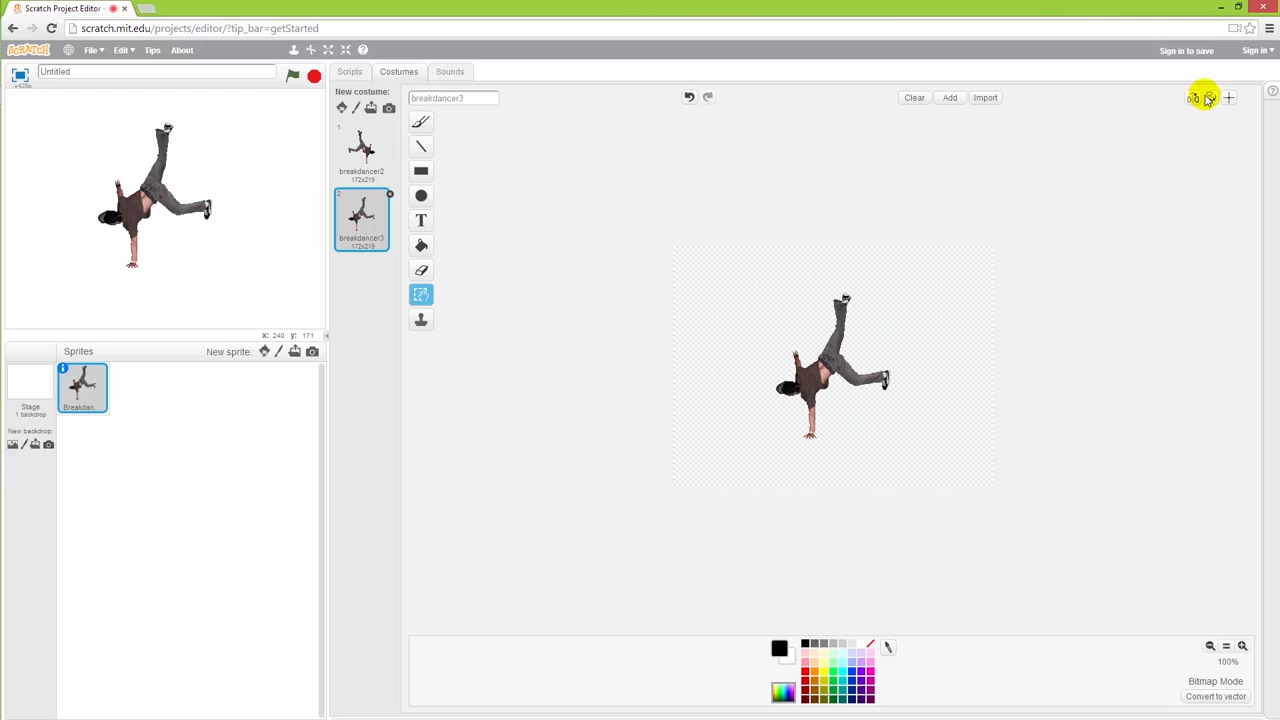 Scratch Project Editor
scratch.mit.edu/projects/editor/?tip_bar=getStarted
SCRATCH File Edit Tips About Sign in to save Sign in
Untitled
v425a
Scripts Costumes Sounds
New costume:
breakdancer3
Clear Add Import
1
breakdancer2
172x219
2
breakdancer3
172x219
T
x: 240 y: 171
Sprites New sprite:
Stage
1 backdrop
New backdrop:
Breakdan...
100%
Bitmap Mode
Convert to vector